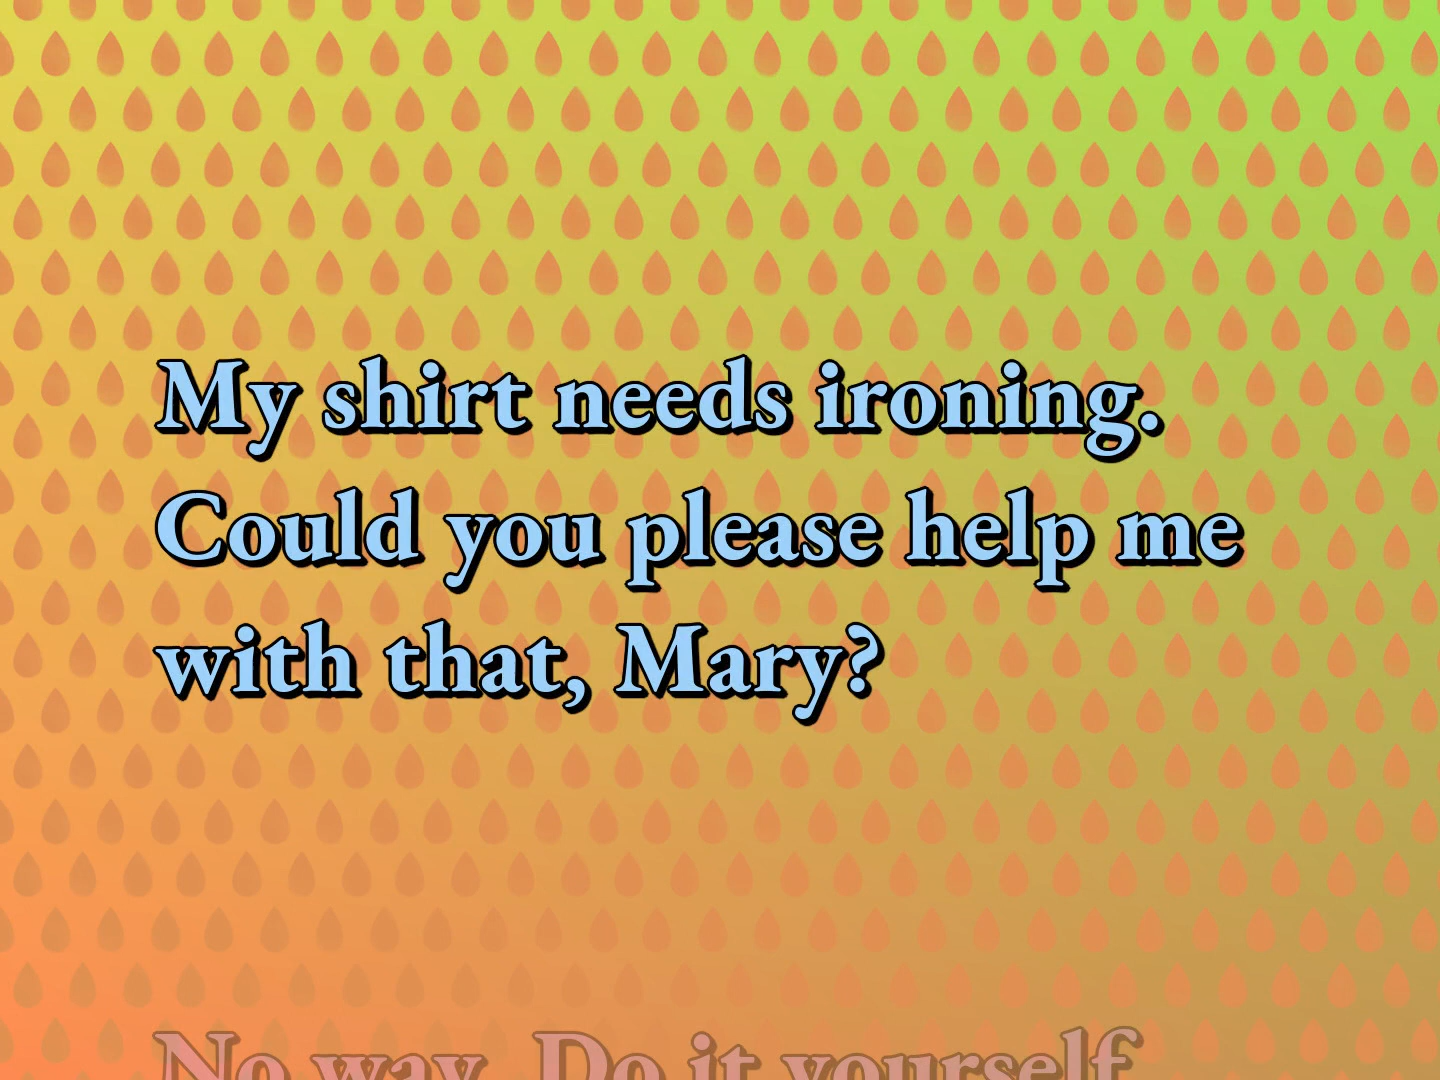 My shirt needs ironing.
Could you please help me
with that, Mary?
No way. Do it yourself.